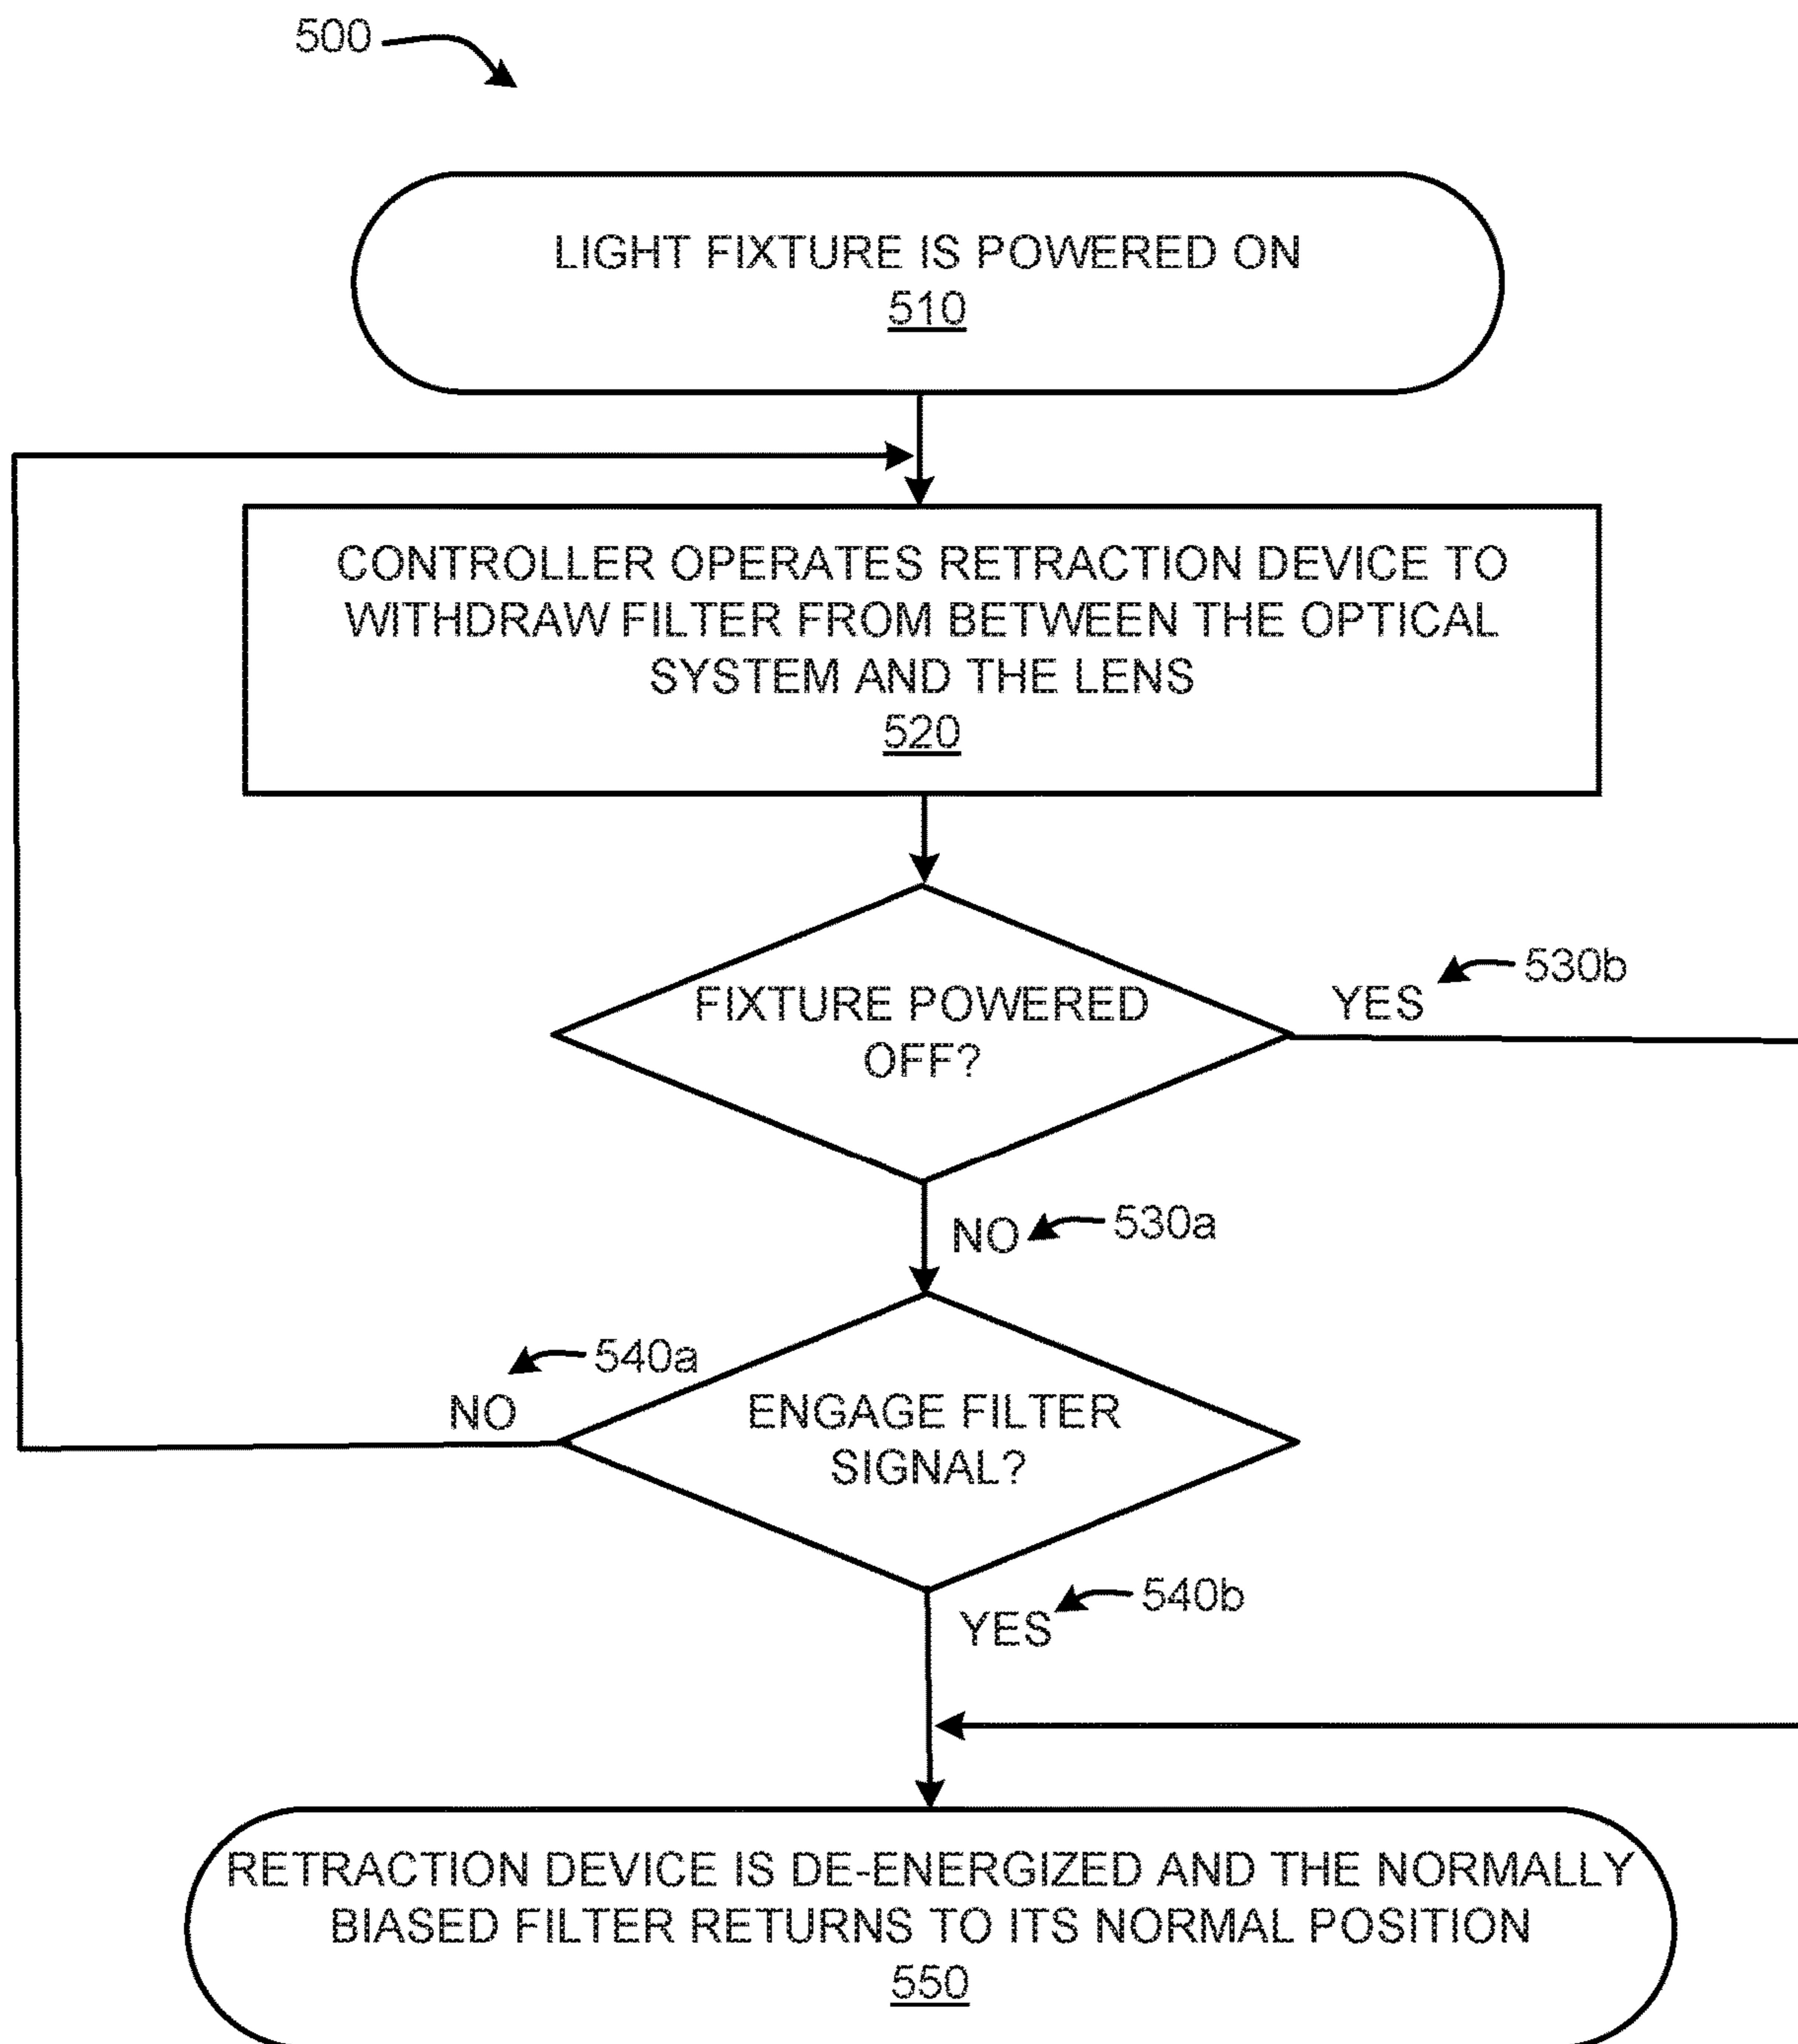 500
LIGHT FIXTURE IS POWERED ON
510
CONTROLLER OPERATES RETRACTION DEVICE TO
WITHDRAW FILTER FROM BETWEEN THE OPTICAL
SYSTEM AND THE LENS
520
530b
YES
FIXTURE POWERED
OFF?
NO
530a
540a
NO
ENGAGE FILTER
SIGNAL?
540b
YES
RETRACTION DEVICE IS DE-ENERGIZED AND THE NORMALLY
BIASED FILTER RETURNS TO ITS NORMAL POSITION
550